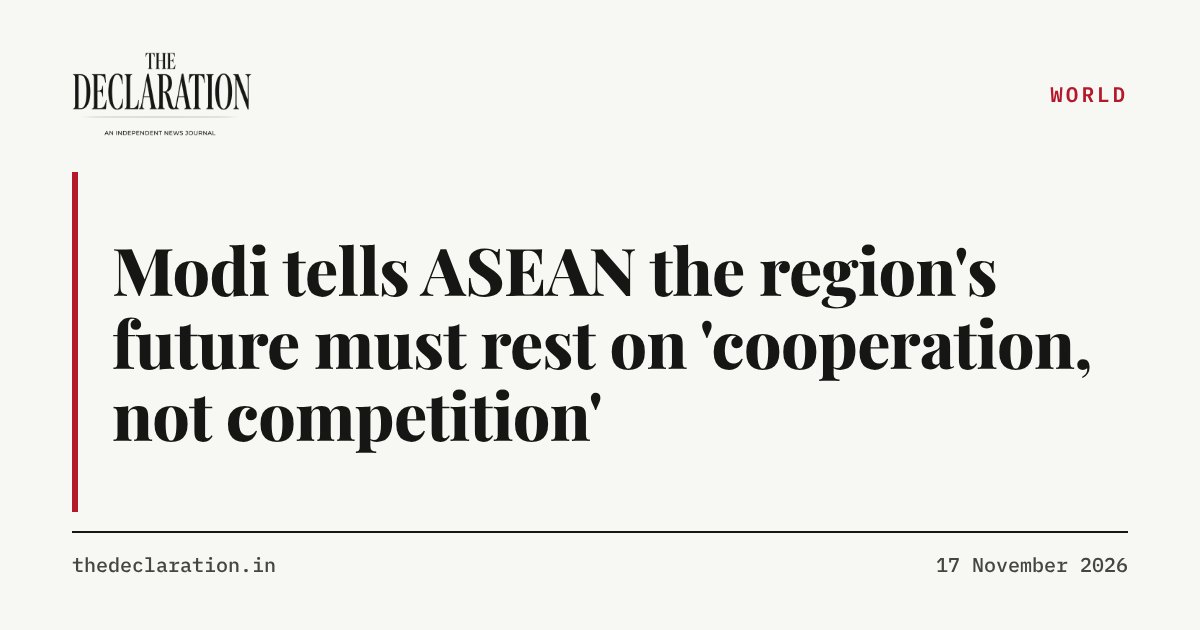 THE
DECLARATION
AN INDEPENDENT NEWS JOURNAL
WORLD
Modi tells ASEAN the region's
future must rest on 'cooperation,
not competition'
thedeclaration.in
17 November 2026